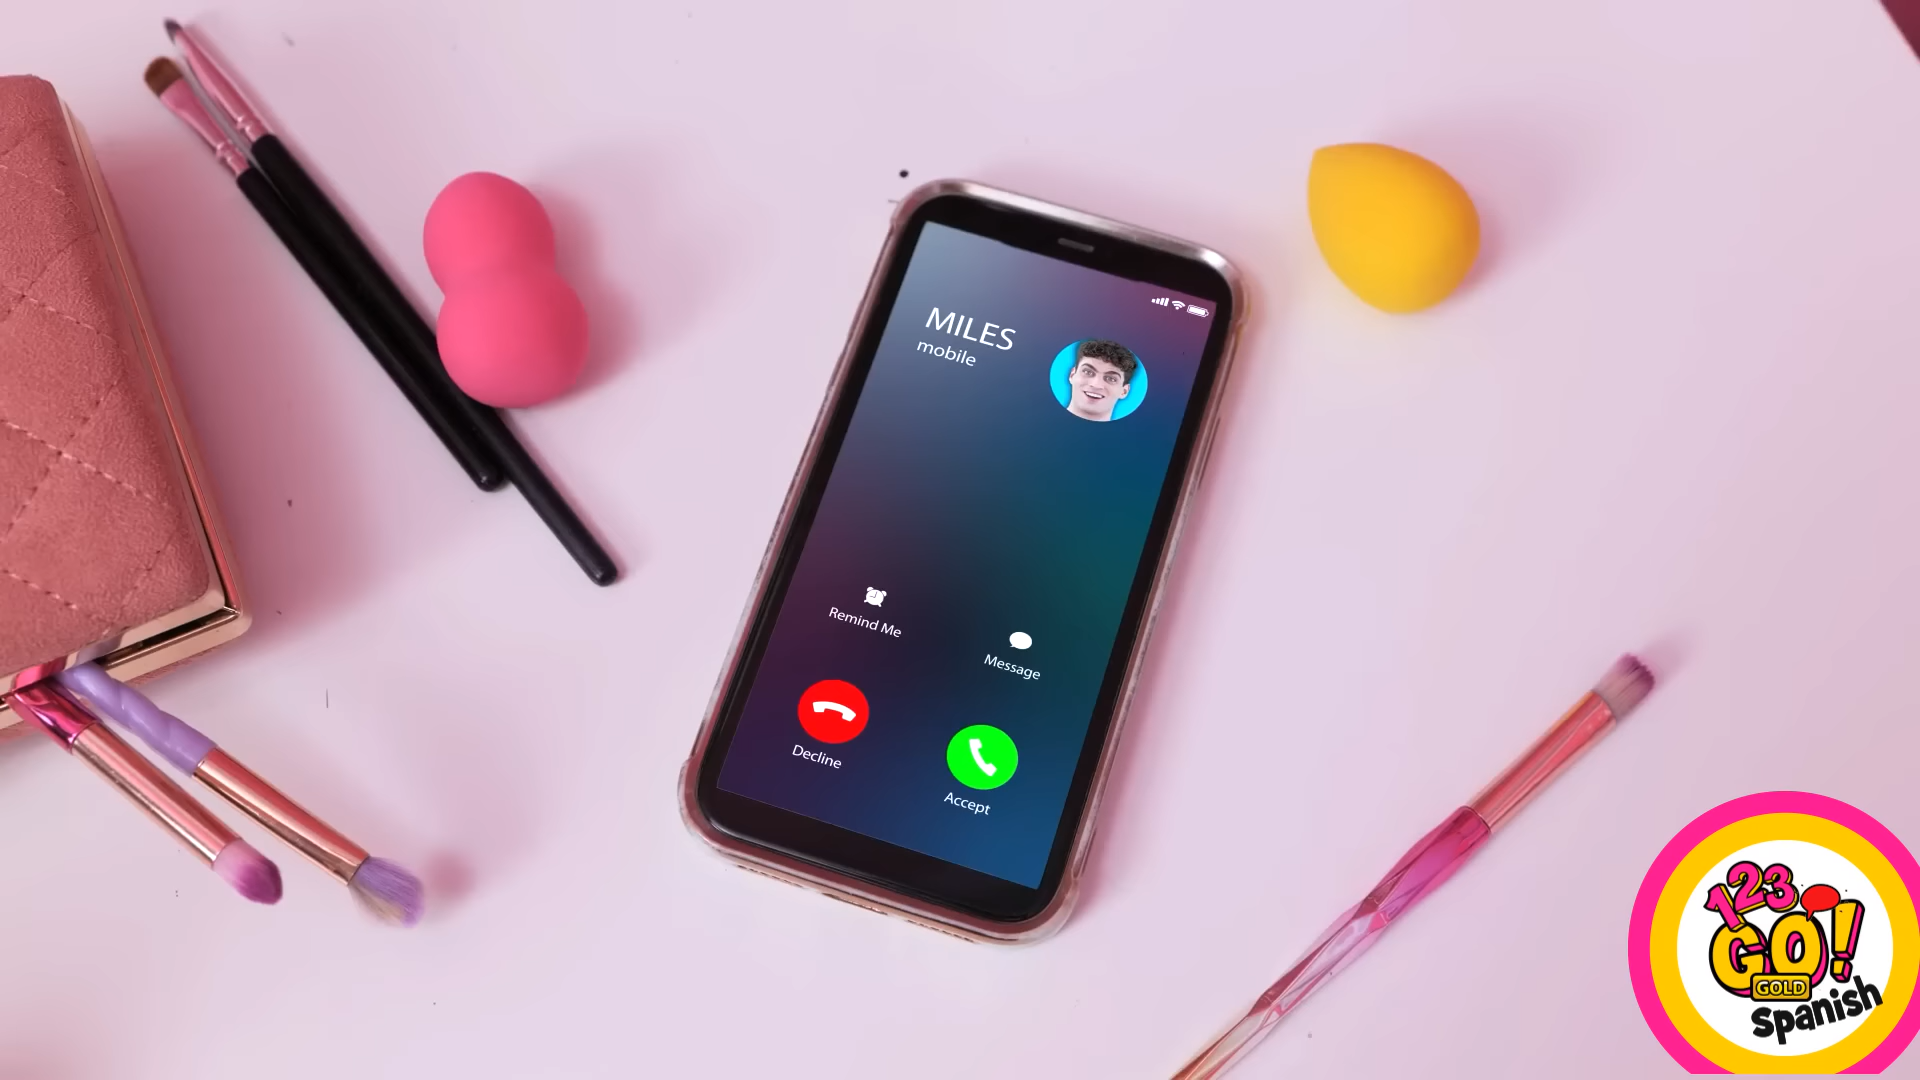 MILES
mobile
Remind Me
Message
Decline
Accept
123
GO!
GOLD
Spanish